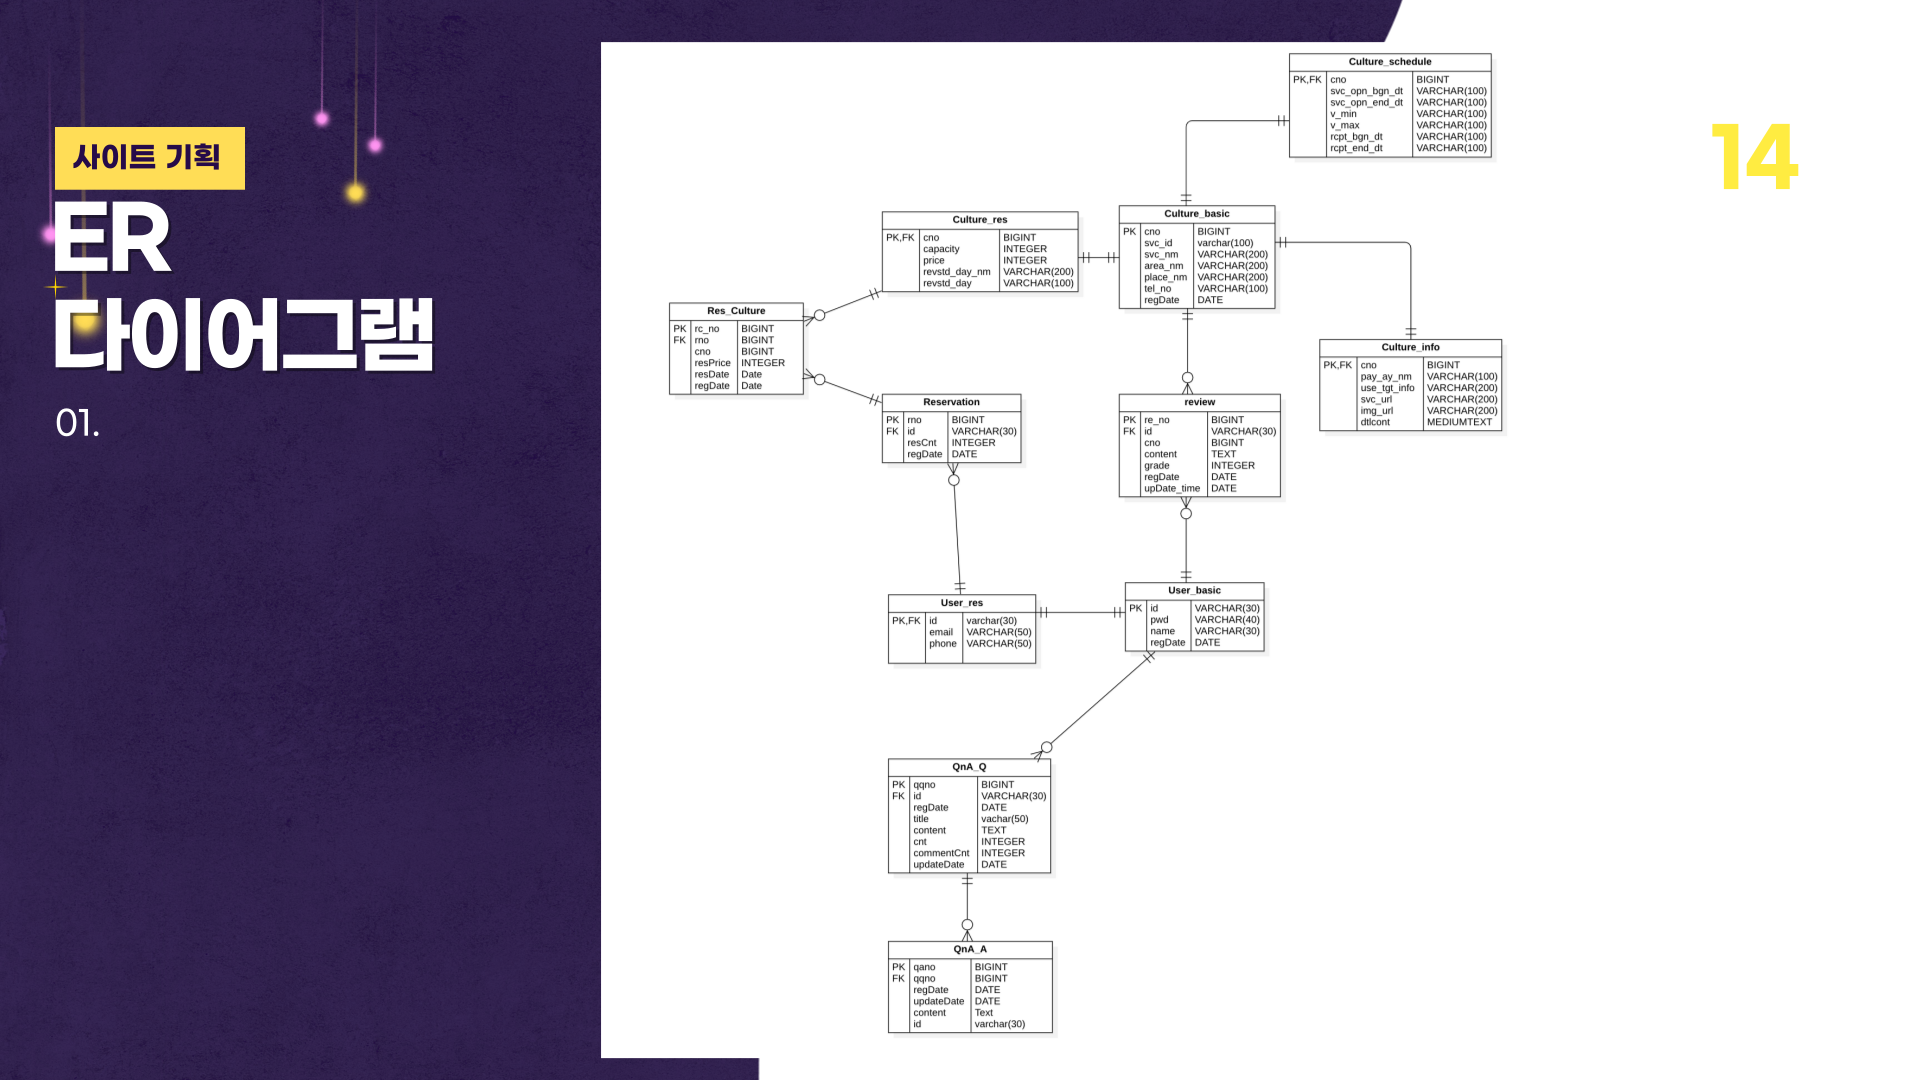 사이트 기획
ER
다이어그램
01.
14
Culture_schedule
PK,FK cno BIGINT
svc_opn_bgn_dt VARCHAR(100)
svc_opn_end_dt VARCHAR(100)
v_min VARCHAR(100)
v_max VARCHAR(100)
rcpt_bgn_dt VARCHAR(100)
rcpt_end_dt VARCHAR(100)
Culture_res
PK,FK cno BIGINT
capacity INTEGER
price INTEGER
revstd_day_nm VARCHAR(200)
revstd_day VARCHAR(100)
Culture_basic
PK cno BIGINT
svc_id varchar(100)
svc_nm VARCHAR(200)
area_nm VARCHAR(200)
place_nm VARCHAR(200)
tel_no VARCHAR(100)
regDate DATE
Res_Culture
PK rc_no BIGINT
FK rno BIGINT
cno BIGINT
resPrice INTEGER
resDate Date
regDate Date
Culture_info
PK,FK cno BIGINT
pay_ay_nm VARCHAR(100)
use_tgt_info VARCHAR(200)
svc_url VARCHAR(200)
img_url VARCHAR(200)
dtlcont MEDIUMTEXT
Reservation
PK rno BIGINT
FK id VARCHAR(30)
resCnt INTEGER
regDate DATE
review
PK re_no BIGINT
FK id VARCHAR(30)
cno BIGINT
content TEXT
grade INTEGER
regDate DATE
upDate_time DATE
User_res
PK,FK id varchar(30)
email VARCHAR(50)
phone VARCHAR(50)
User_basic
PK id VARCHAR(30)
pwd VARCHAR(40)
name VARCHAR(30)
regDate DATE
QnA_Q
PK qqno BIGINT
FK id VARCHAR(30)
regDate DATE
title vachar(50)
content TEXT
cnt INTEGER
commentCnt INTEGER
updateDate DATE
QnA_A
PK qano BIGINT
FK qqno BIGINT
regDate DATE
updateDate DATE
content Text
id varchar(30)